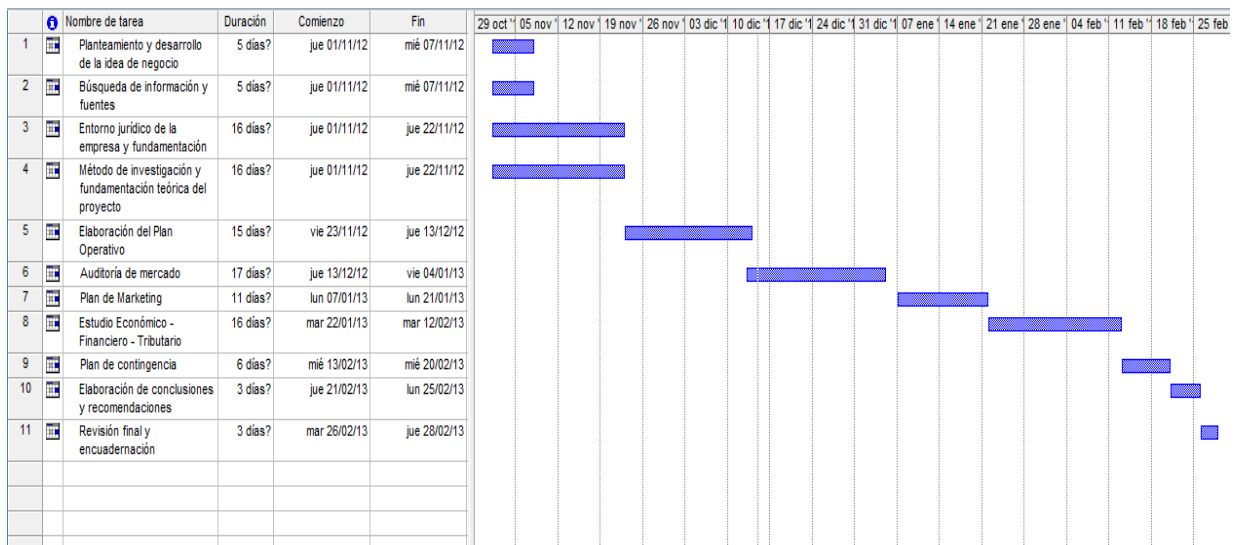 Nombre de tarea Duración Comienzo Fin 29 oct '1 05 nov ' 12 nov ' 19 nov ' 26 nov ' 03 dic '1 10 dic '1 17 dic '1 24 dic '1 31 dic '1 07 ene ' 14 ene ' 21 ene ' 28 ene ' 04 feb ' 11 feb ' 18 feb ' 25 feb
1 Planteamiento y desarrollo 5 días? jue 01/11/12 mié 07/11/12
de la idea de negocio
2 Búsqueda de información y 5 días? jue 01/11/12 mié 07/11/12
fuentes
3 Entorno jurídico de la 16 días? jue 01/11/12 jue 22/11/12
empresa y fundamentación
4 Método de investigación y 16 días? jue 01/11/12 jue 22/11/12
fundamentación teórica del
proyecto
5 Elaboración del Plan 15 días? vie 23/11/12 jue 13/12/12
Operativo
6 Auditoría de mercado 17 días? jue 13/12/12 vie 04/01/13
7 Plan de Marketing 11 días? lun 07/01/13 lun 21/01/13
8 Estudio Económico - 16 días? mar 22/01/13 mar 12/02/13
Financiero - Tributario
9 Plan de contingencia 6 días? mié 13/02/13 mié 20/02/13
10 Elaboración de conclusiones 3 días? jue 21/02/13 lun 25/02/13
y recomendaciones
11 Revisión final y 3 días? mar 26/02/13 jue 28/02/13
encuadernación